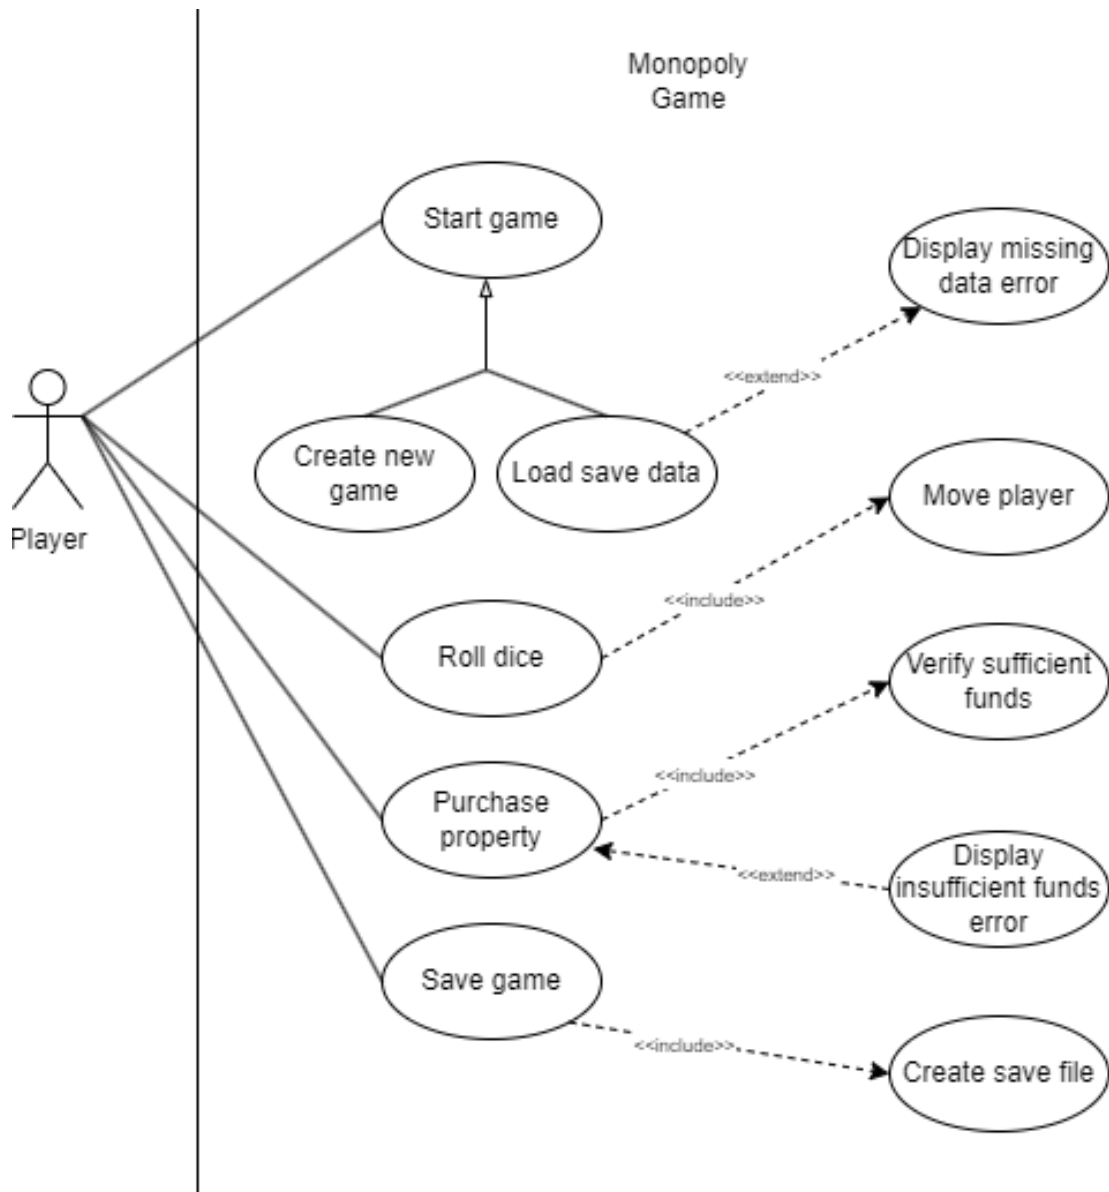 Monopoly
Game
Start game
Display missing
data error
<<extend>>
Create new
game
Load save data
Move player
Player
<<include>>
Roll dice
Verify sufficient
funds
<<include>>
Purchase
property
Display
insufficient funds
error
<<extend>>
Save game
<<include>>
Create save file